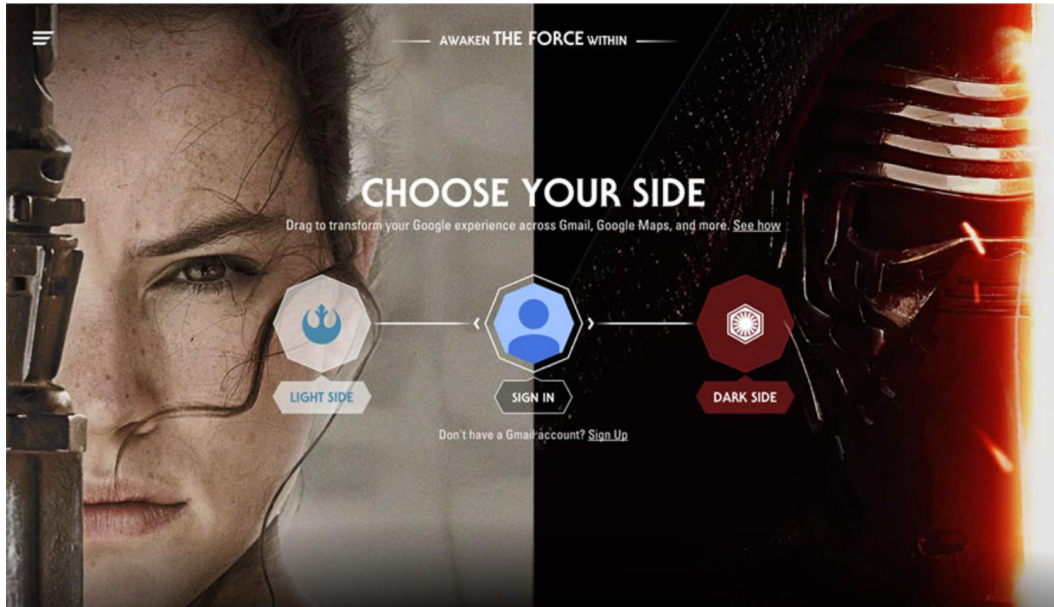 AWAKEN THE FORCE WITHIN
CHOOSE YOUR SIDE
Drag to transform your Google experience across Gmail, Google Maps, and more. See how
LIGHT SIDE
SIGN IN
DARK SIDE
Don't have a Gmail account? Sign Up